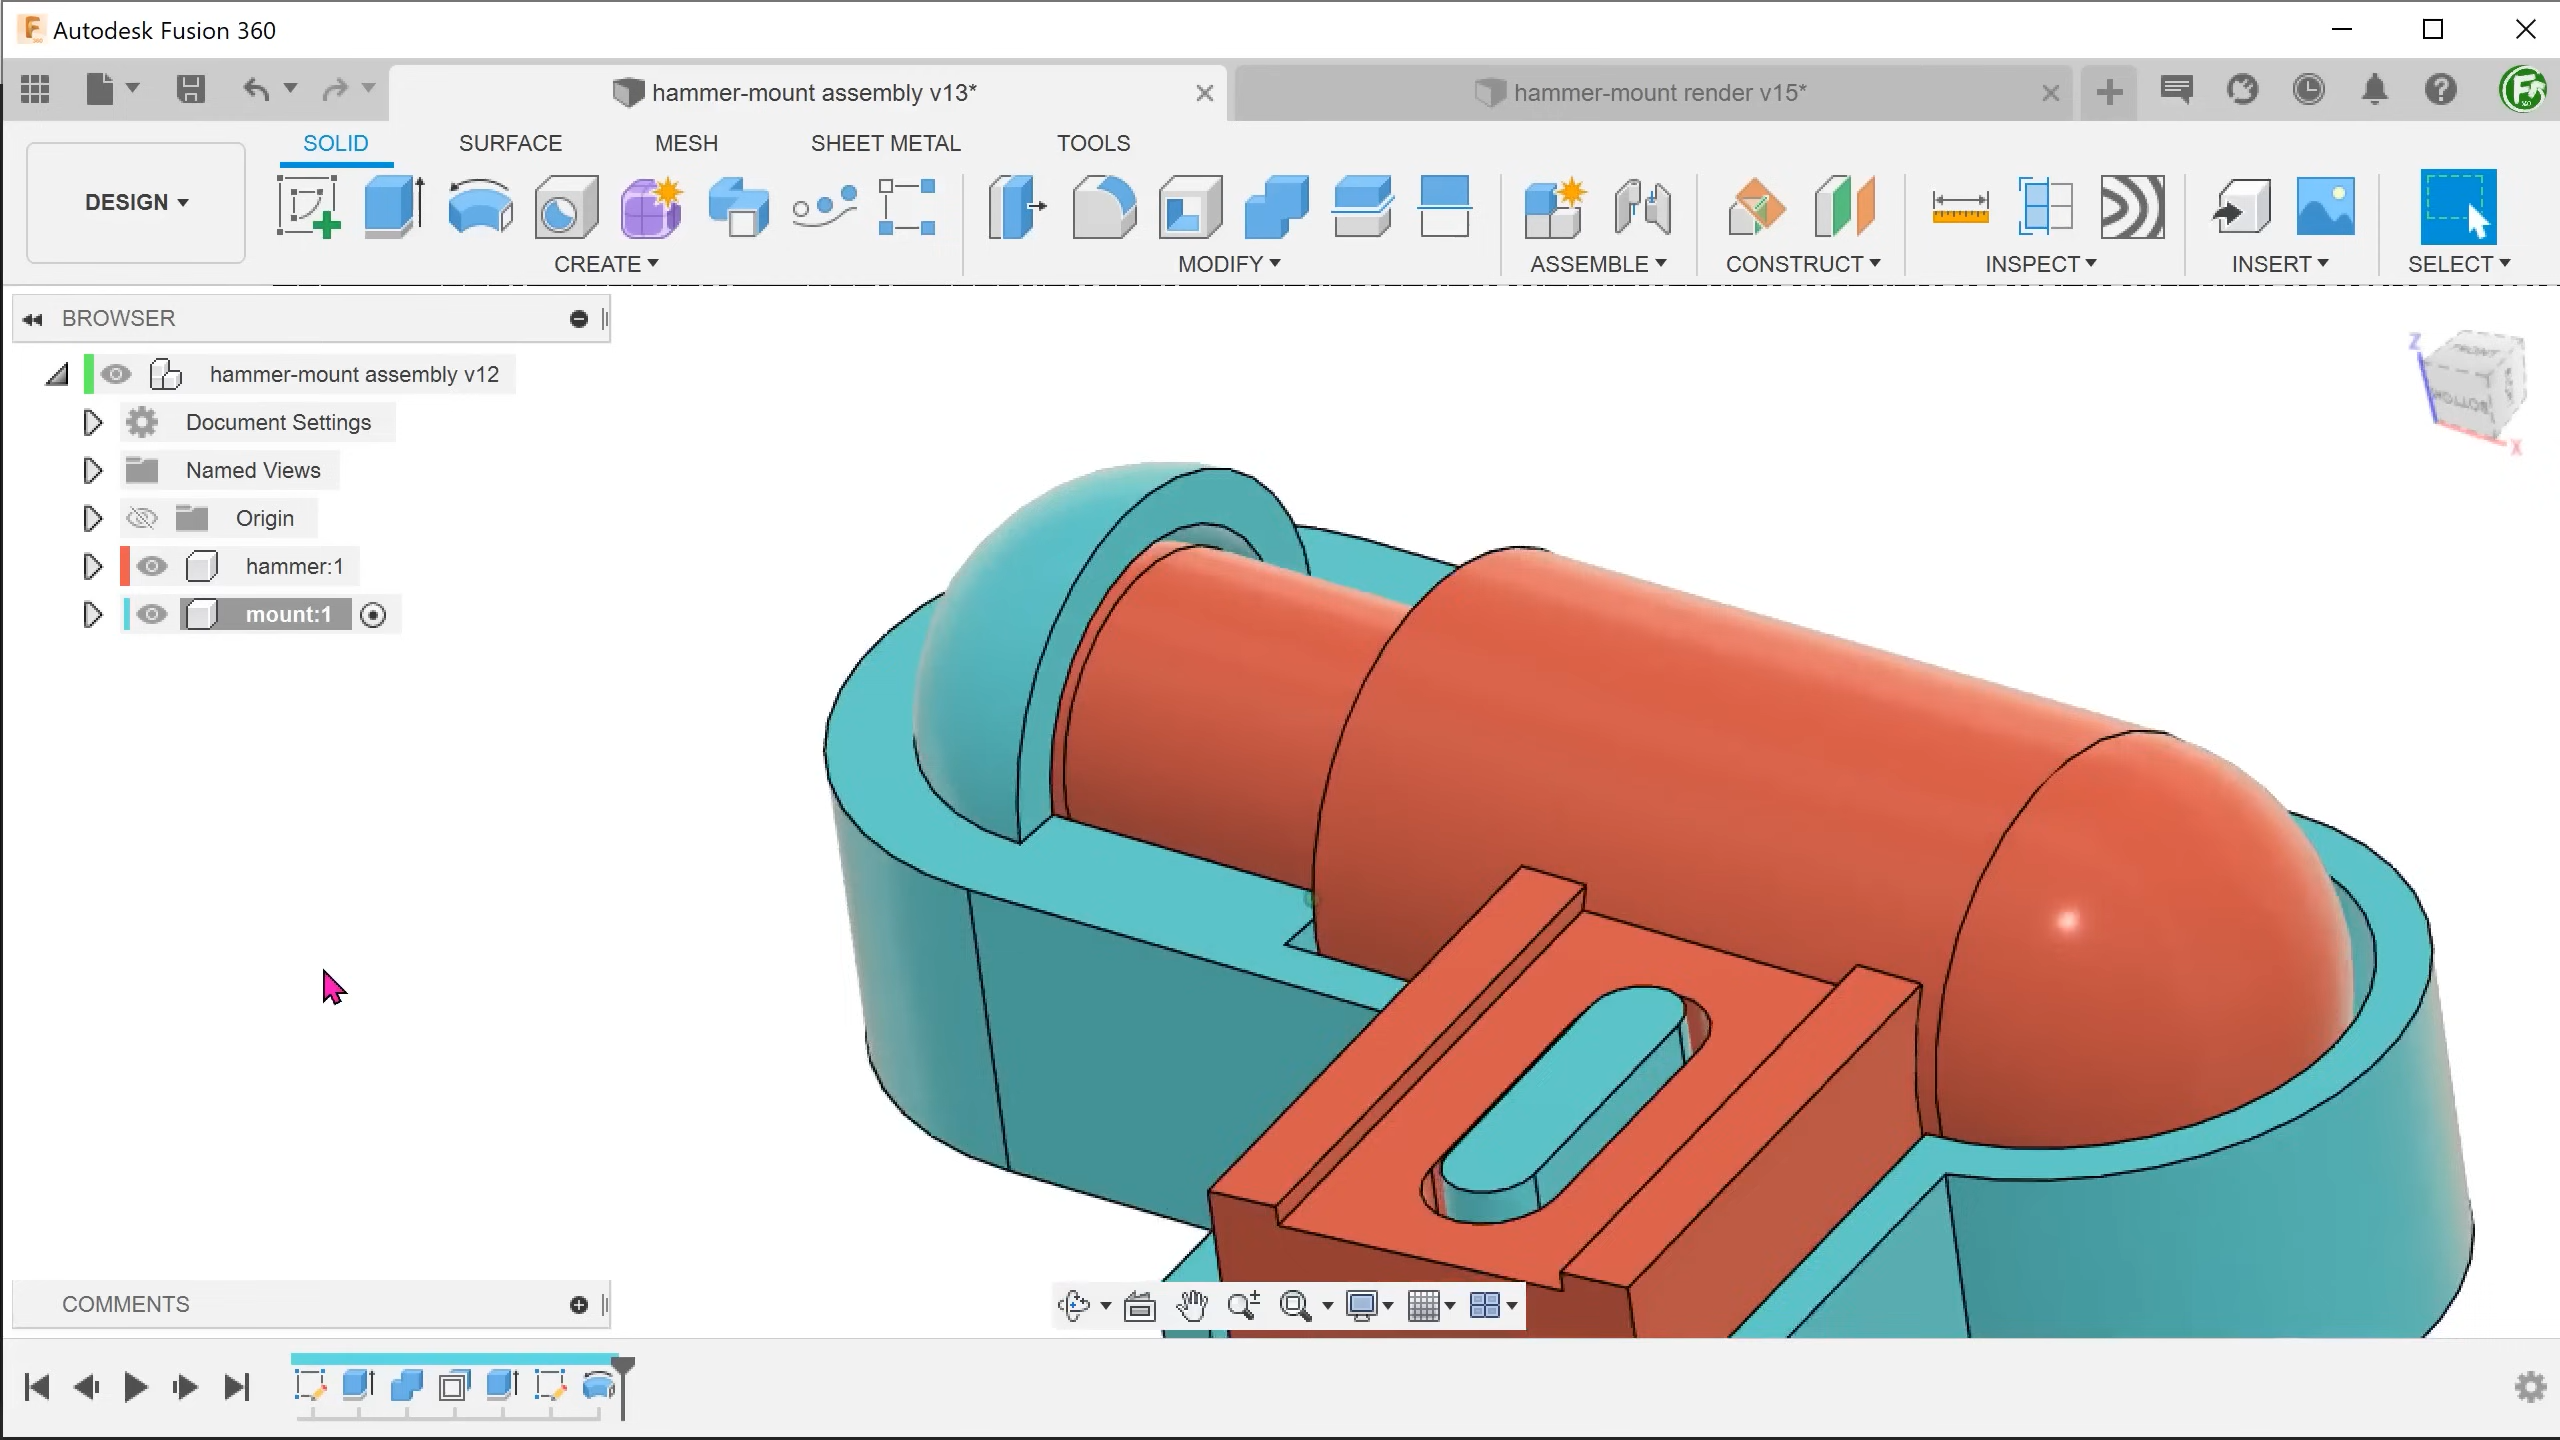 Autodesk Fusion 360
hammer-mount assembly v13*
hammer-mount render v15*
SOLID SURFACE MESH SHEET METAL TOOLS
DESIGN
CREATE MODIFY ASSEMBLE CONSTRUCT INSPECT INSERT SELECT
BROWSER
hammer-mount assembly v12
Document Settings
Named Views
Origin
hammer:1
mount:1
Z
FRONT
BOTTOM
X
COMMENTS